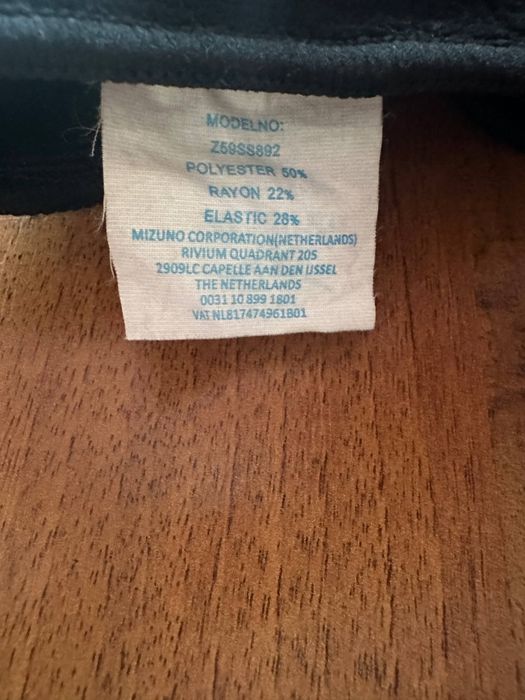 MODELNO:
Z59SS892
POLYESTER 50%
RAYON 22%
ELASTIC 28%
MIZUNO CORPORATION(NETHERLANDS)
RIVIUM QUADRANT 205
2909LC CAPELLE AAN DEN IJSSEL
THE NETHERLANDS
0031 10 899 1801
VAT NL817474961B01